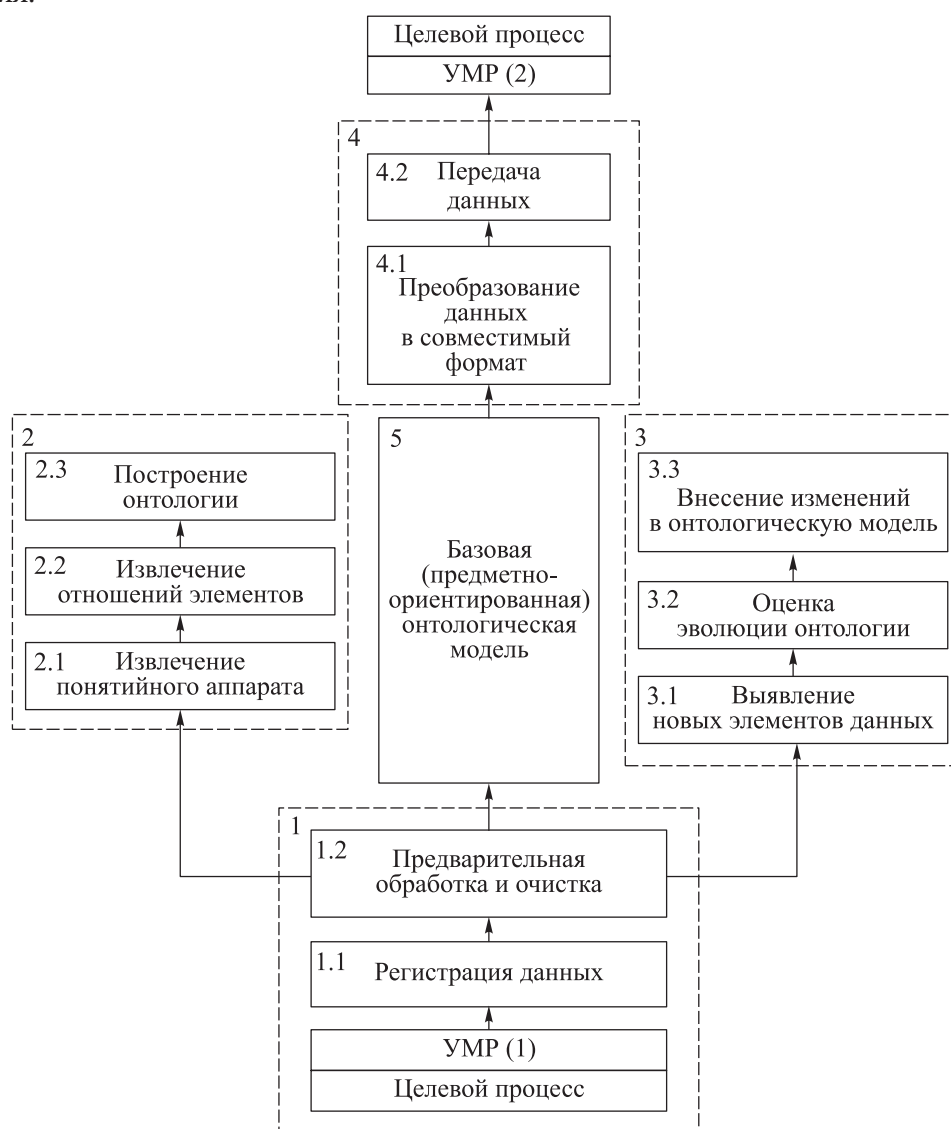 Целевой процесс
УМР (2)
4
4.2 Передача
данных
4.1
Преобразование
данных
в совместимый
формат
2
2.3 Построение
онтологии
2.2 Извлечение
отношений элементов
2.1 Извлечение
понятийного аппарата
5
Базовая
(предметно-
ориентированная)
онтологическая
модель
3
3.3
Внесение изменений
в онтологическую модель
3.2 Оценка
эволюции онтологии
3.1 Выявление
новых элементов данных
1
1.2 Предварительная
обработка и очистка
1.1
Регистрация данных
УМР (1)
Целевой процесс